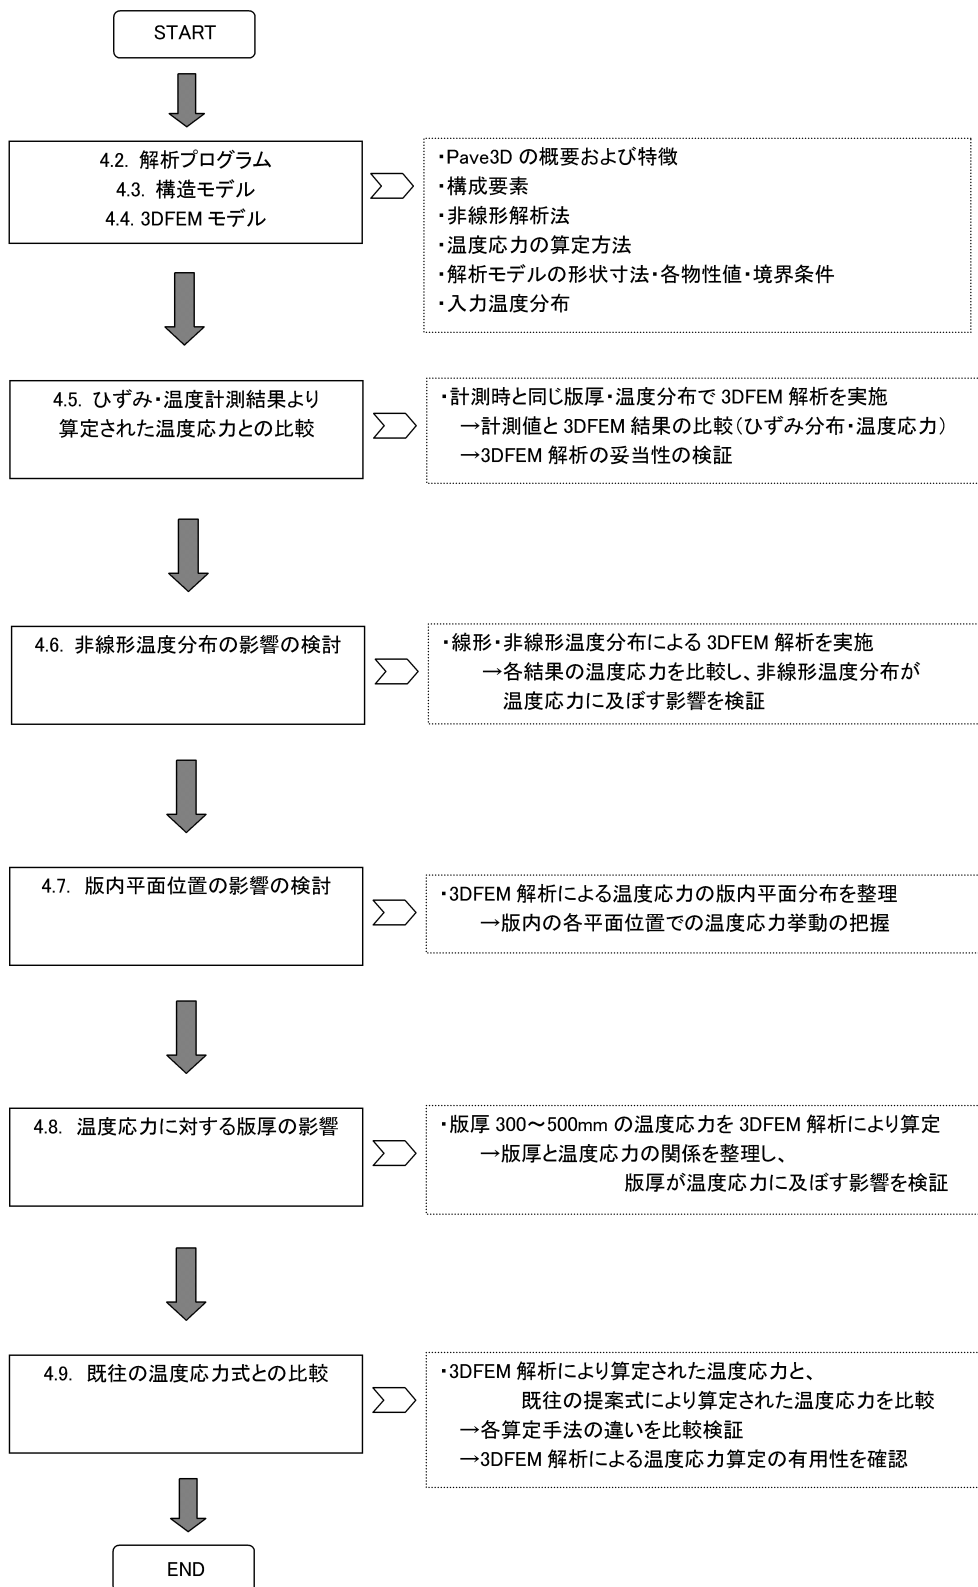 START
4.2. 解析プログラム
4.3. 構造モデル
4.4. 3DFEM モデル
・Pave3D の概要および特徴
・構成要素
・非線形解析法
・温度応力の算定方法
・解析モデルの形状寸法・各物性値・境界条件
・入力温度分布
4.5. ひずみ・温度計測結果より
算定された温度応力との比較
・計測時と同じ版厚・温度分布で 3DFEM 解析を実施
→計測値と 3DFEM 結果の比較（ひずみ分布・温度応力）
→3DFEM 解析の妥当性の検証
4.6. 非線形温度分布の影響の検討
・線形・非線形温度分布による 3DFEM 解析を実施
→各結果の温度応力を比較し、非線形温度分布が
温度応力に及ぼす影響を検証
4.7. 版内平面位置の影響の検討
・3DFEM 解析による温度応力の版内平面分布を整理
→版内の各平面位置での温度応力挙動の把握
4.8. 温度応力に対する版厚の影響
・版厚 300～500mm の温度応力を 3DFEM 解析により算定
→版厚と温度応力の関係を整理し、
版厚が温度応力に及ぼす影響を検証
4.9. 既往の温度応力式との比較
・3DFEM 解析により算定された温度応力と、
既往の提案式により算定された温度応力を比較
→各算定手法の違いを比較検証
→3DFEM 解析による温度応力算定の有用性を確認
END